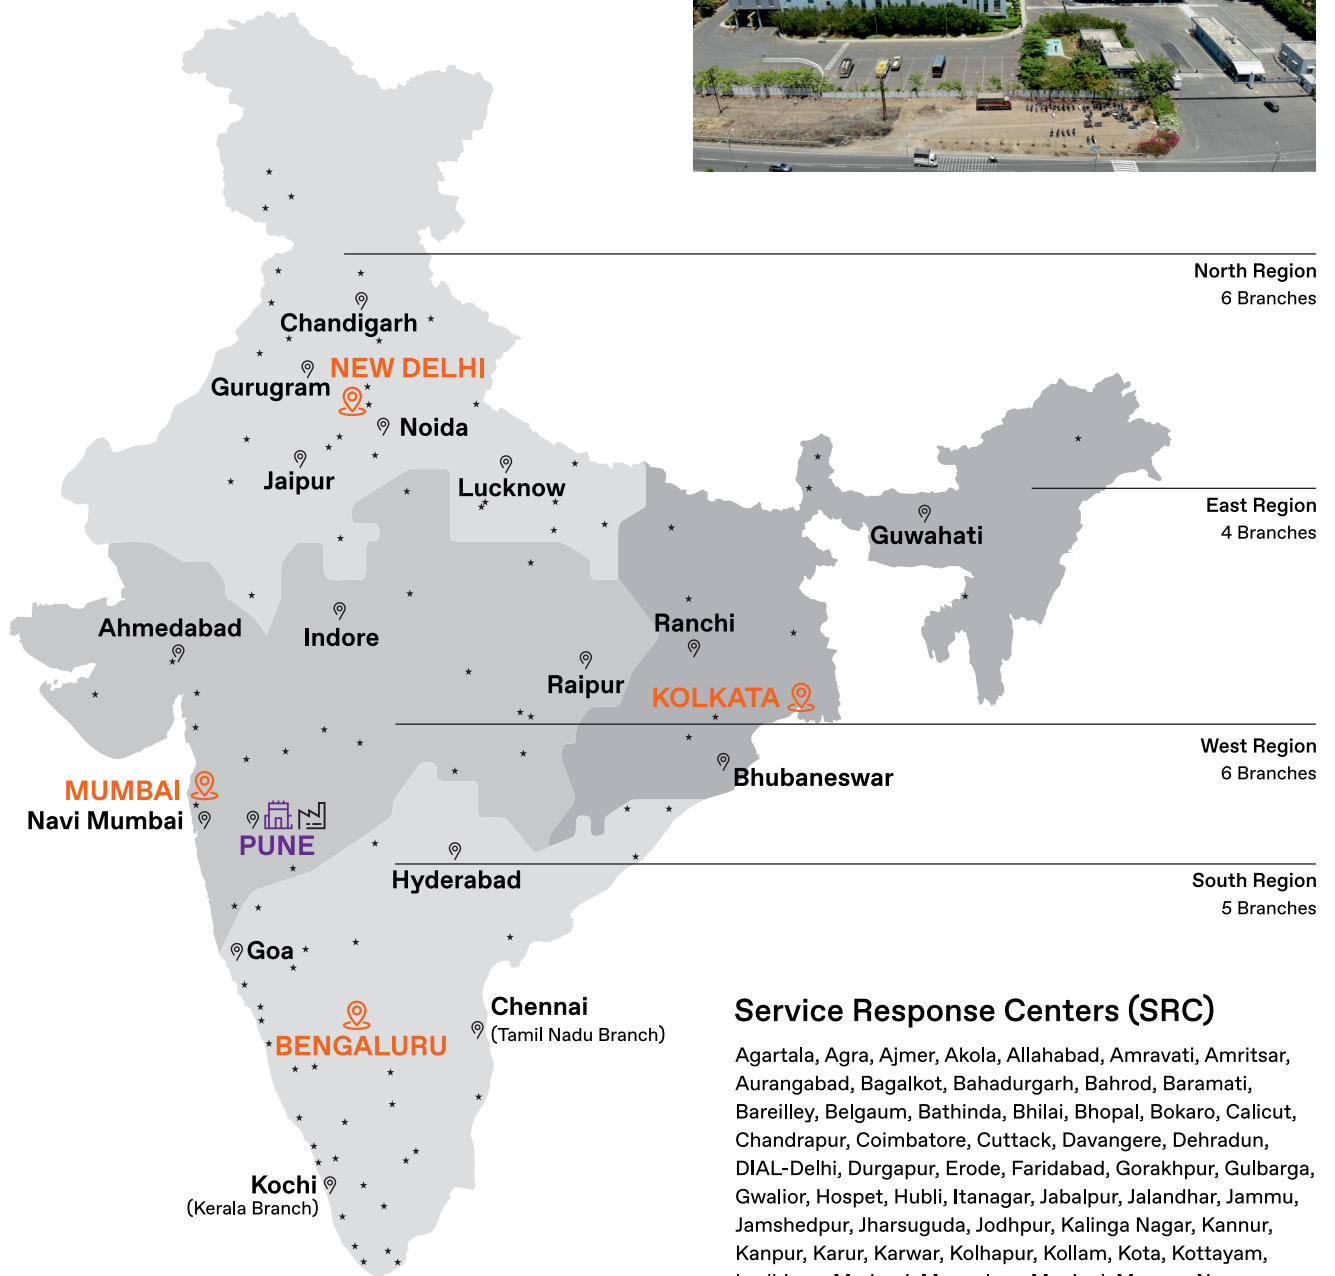 North Region
6 Branches
Chandigarh
NEW DELHI
Gurugram
Noida
Jaipur
Lucknow
East Region
4 Branches
Guwahati
Ahmedabad
Indore
Ranchi
Raipur
KOLKATA
West Region
6 Branches
Bhubaneswar
MUMBAI
Navi Mumbai
PUNE
Hyderabad
South Region
5 Branches
Goa
Chennai
(Tamil Nadu Branch)
BENGALURU
Kochi
(Kerala Branch)
Service Response Centers (SRC)
Agartala, Agra, Ajmer, Akola, Allahabad, Amravati, Amritsar,
Aurangabad, Bagalkot, Bahadurgarh, Bahrod, Baramati,
Bareilley, Belgaum, Bathinda, Bhilai, Bhopal, Bokaro, Calicut,
Chandrapur, Coimbatore, Cuttack, Davangere, Dehradun,
DIAL-Delhi, Durgapur, Erode, Faridabad, Gorakhpur, Gulbarga,
Gwalior, Hospet, Hubli, Itanagar, Jabalpur, Jalandhar, Jammu,
Jamshedpur, Jharsuguda, Jodhpur, Kalinga Nagar, Kannur,
Kanpur, Karur, Karwar, Kolhapur, Kollam, Kota, Kottayam,